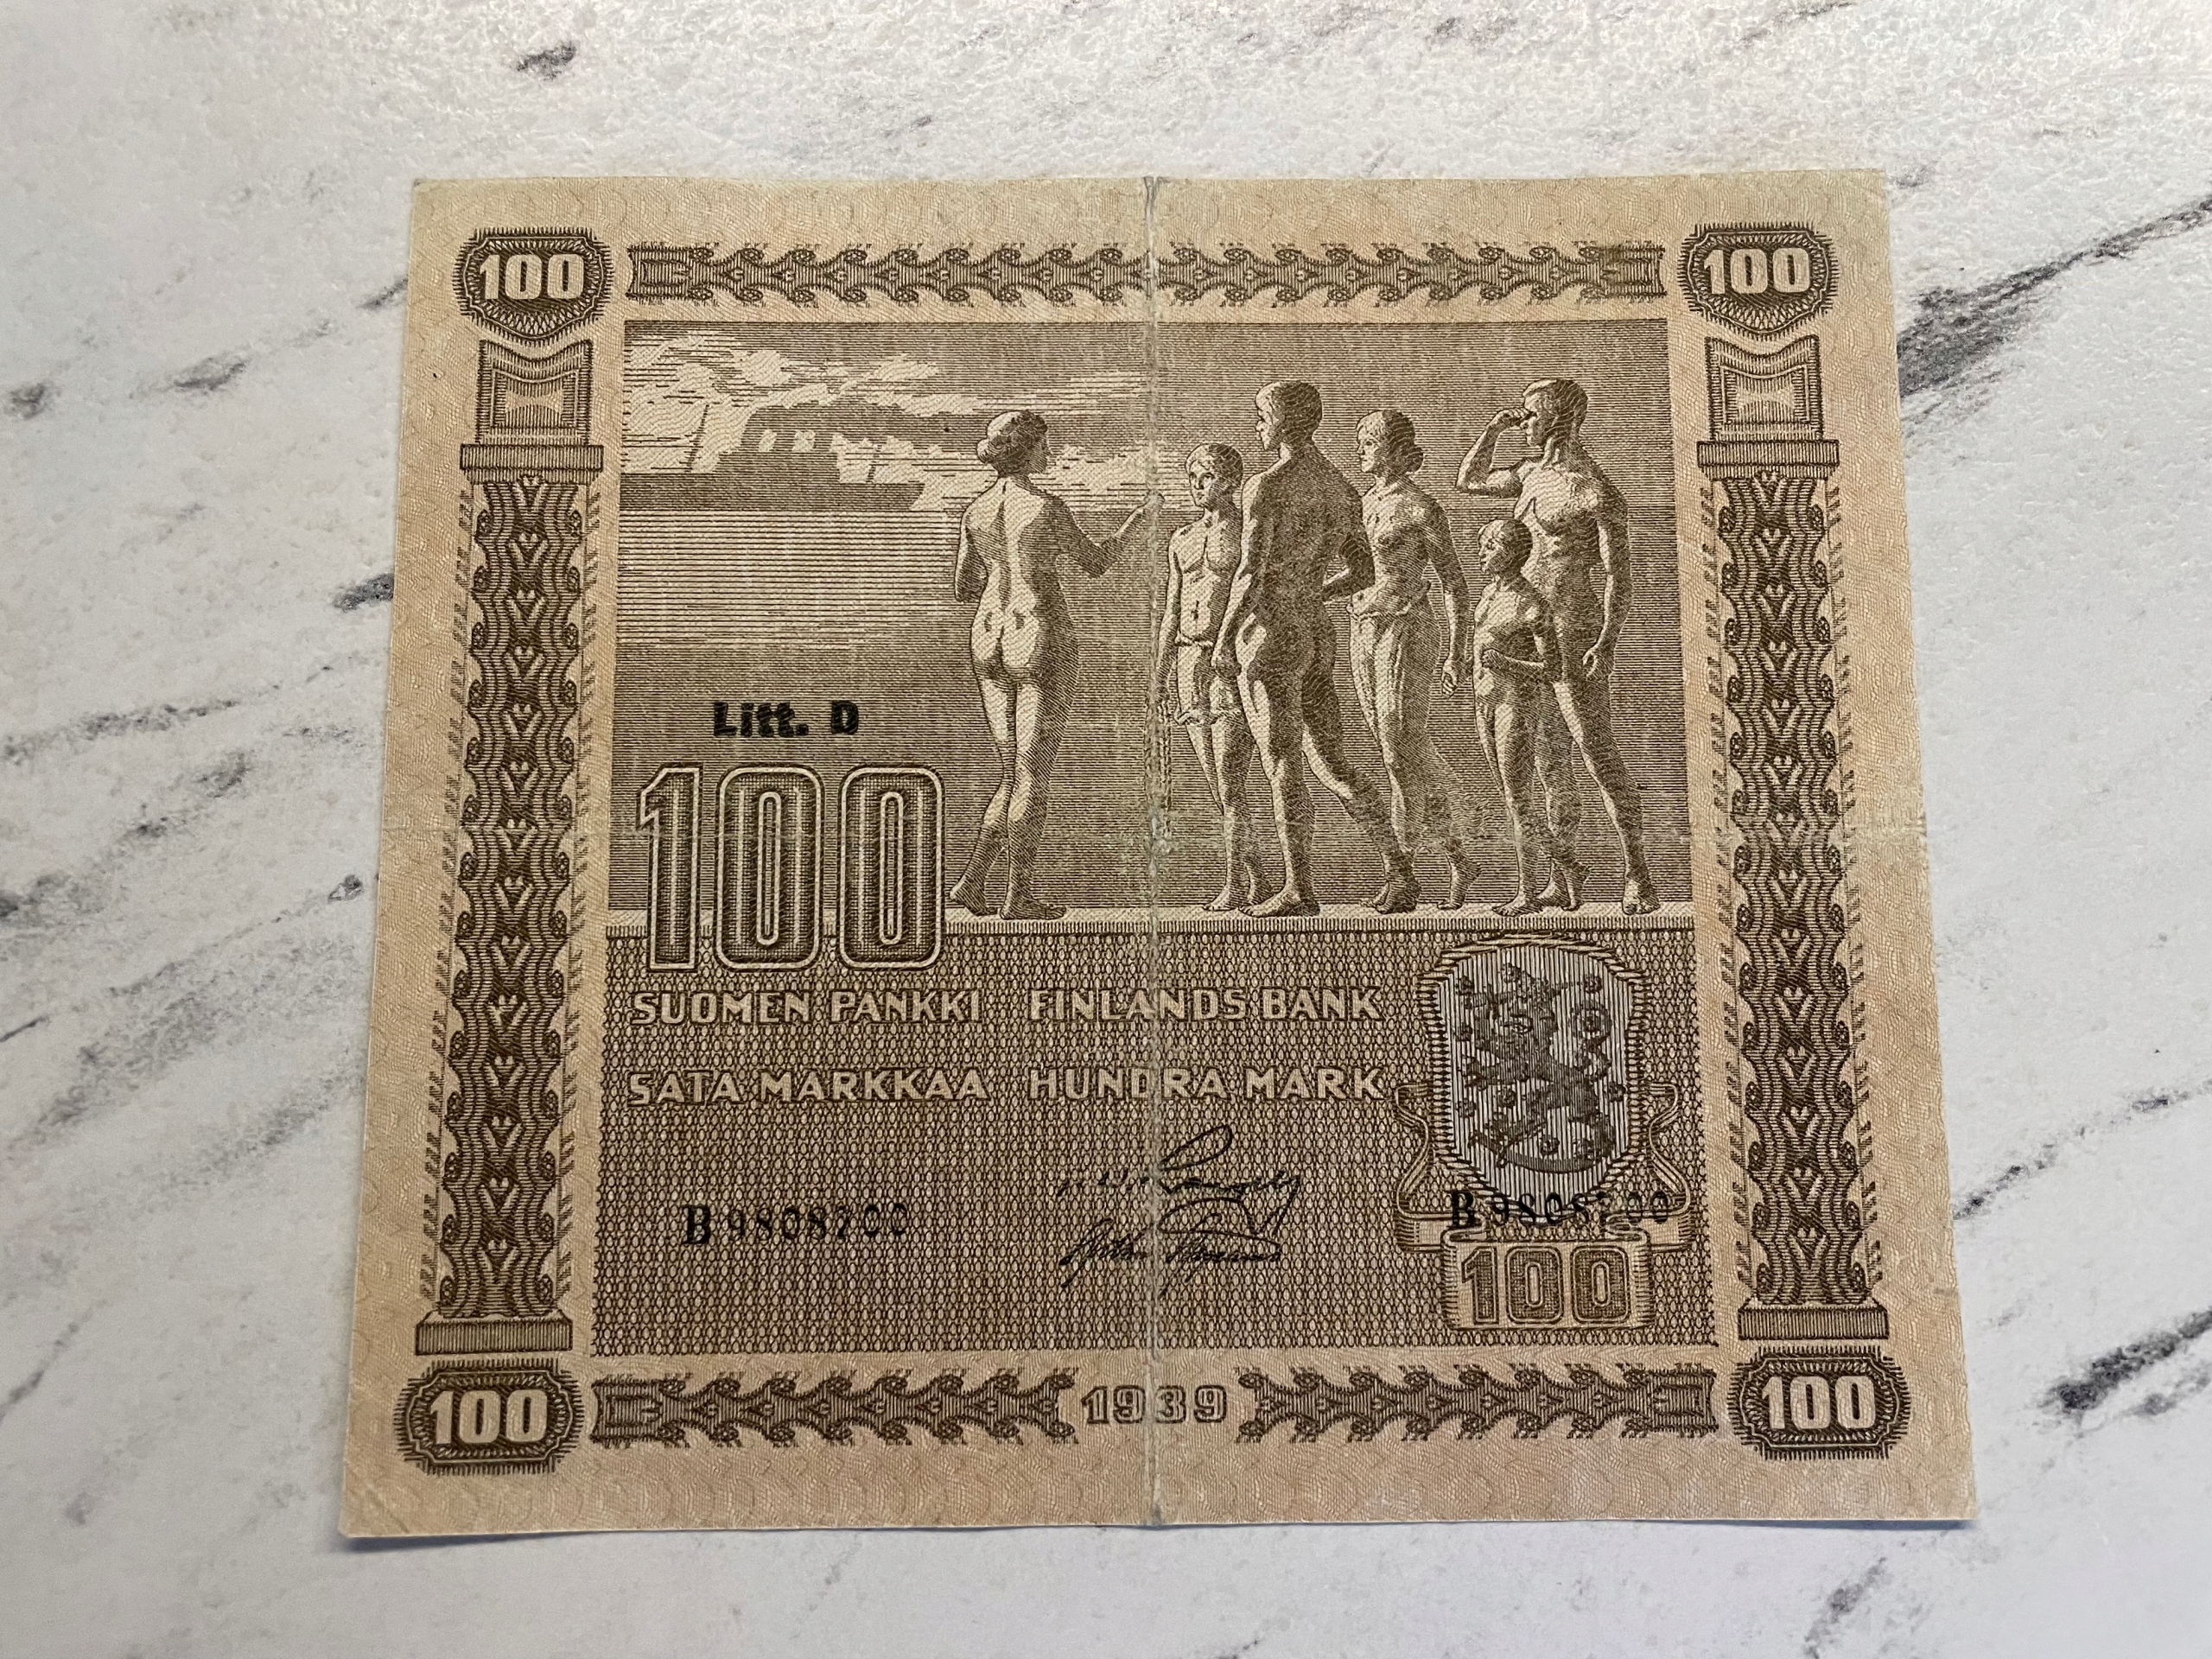 100 100
Litt. D
100
SUOMEN PANKKI FINLANDS BANK
SATA MARKKAA HUNDRA MARK
100
100 1939 100